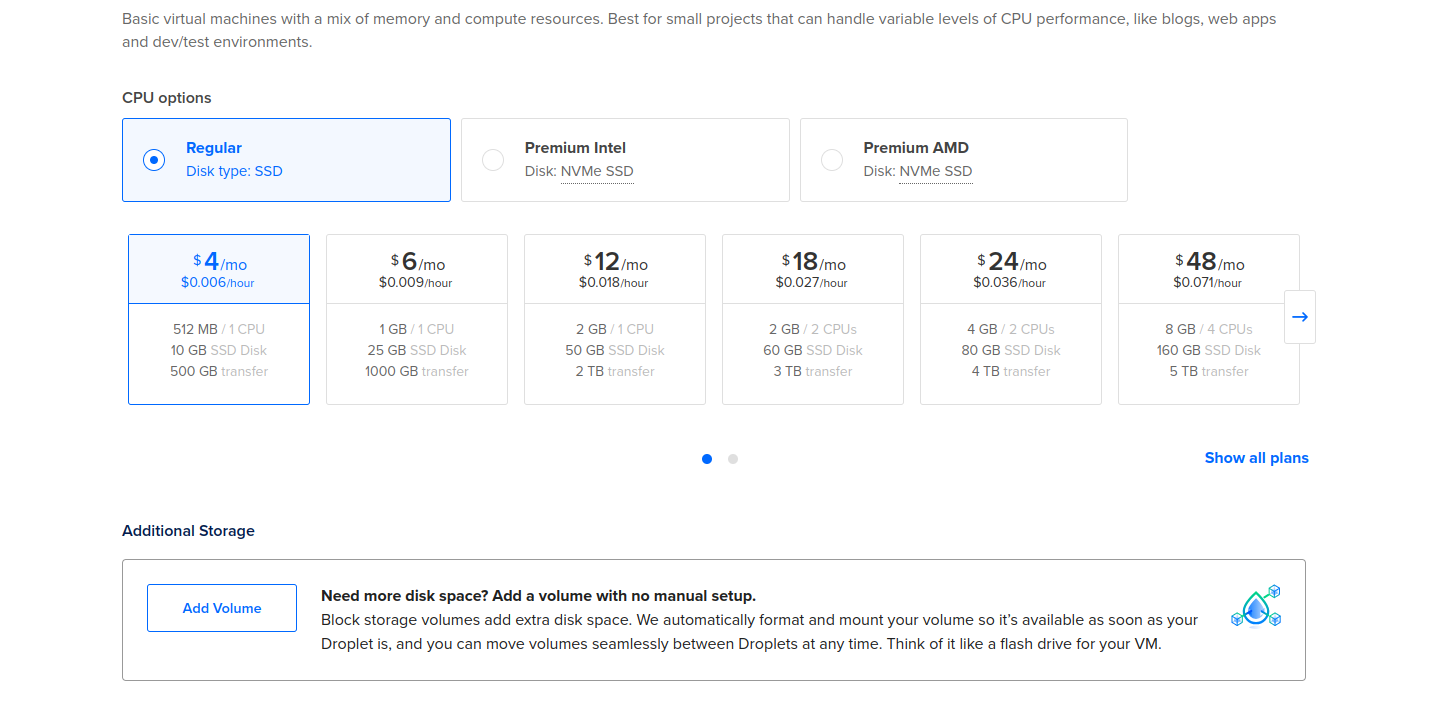 Basic virtual machines with a mix of memory and compute resources. Best for small projects that can handle variable levels of CPU performance, like blogs, web apps
and dev/test environments.
CPU options
Regular
Disk type: SSD
Premium Intel
Disk: NVMe SSD
Premium AMD
Disk: NVMe SSD
$4/mo
$0.006/hour
512 MB / 1 CPU
10 GB SSD Disk
500 GB transfer
$6/mo
$0.009/hour
1 GB / 1 CPU
25 GB SSD Disk
1000 GB transfer
$12/mo
$0.018/hour
2 GB / 1 CPU
50 GB SSD Disk
2 TB transfer
$18/mo
$0.027/hour
2 GB / 2 CPUs
60 GB SSD Disk
3 TB transfer
$24/mo
$0.036/hour
4 GB / 2 CPUs
80 GB SSD Disk
4 TB transfer
$48/mo
$0.071/hour
8 GB / 4 CPUs
160 GB SSD Disk
5 TB transfer
Show all plans
Additional Storage
Add Volume
Need more disk space? Add a volume with no manual setup.
Block storage volumes add extra disk space. We automatically format and mount your volume so it’s available as soon as your
Droplet is, and you can move volumes seamlessly between Droplets at any time. Think of it like a flash drive for your VM.